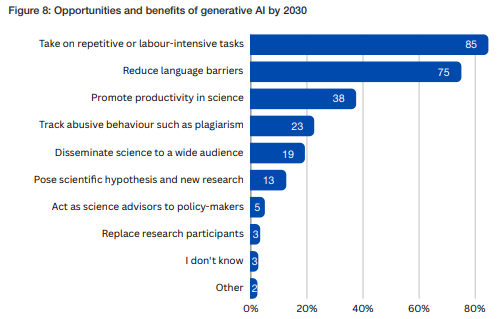 Figure 8: Opportunities and benefits of generative AI by 2030
Take on repetitive or labour-intensive tasks 85
Reduce language barriers 75
Promote productivity in science 38
Track abusive behaviour such as plagiarism 23
Disseminate science to a wide audience 19
Pose scientific hypothesis and new research 13
Act as science advisors to policy-makers 5
Replace research participants 3
I don't know 3
Other 2
0% 20% 40% 60% 80%